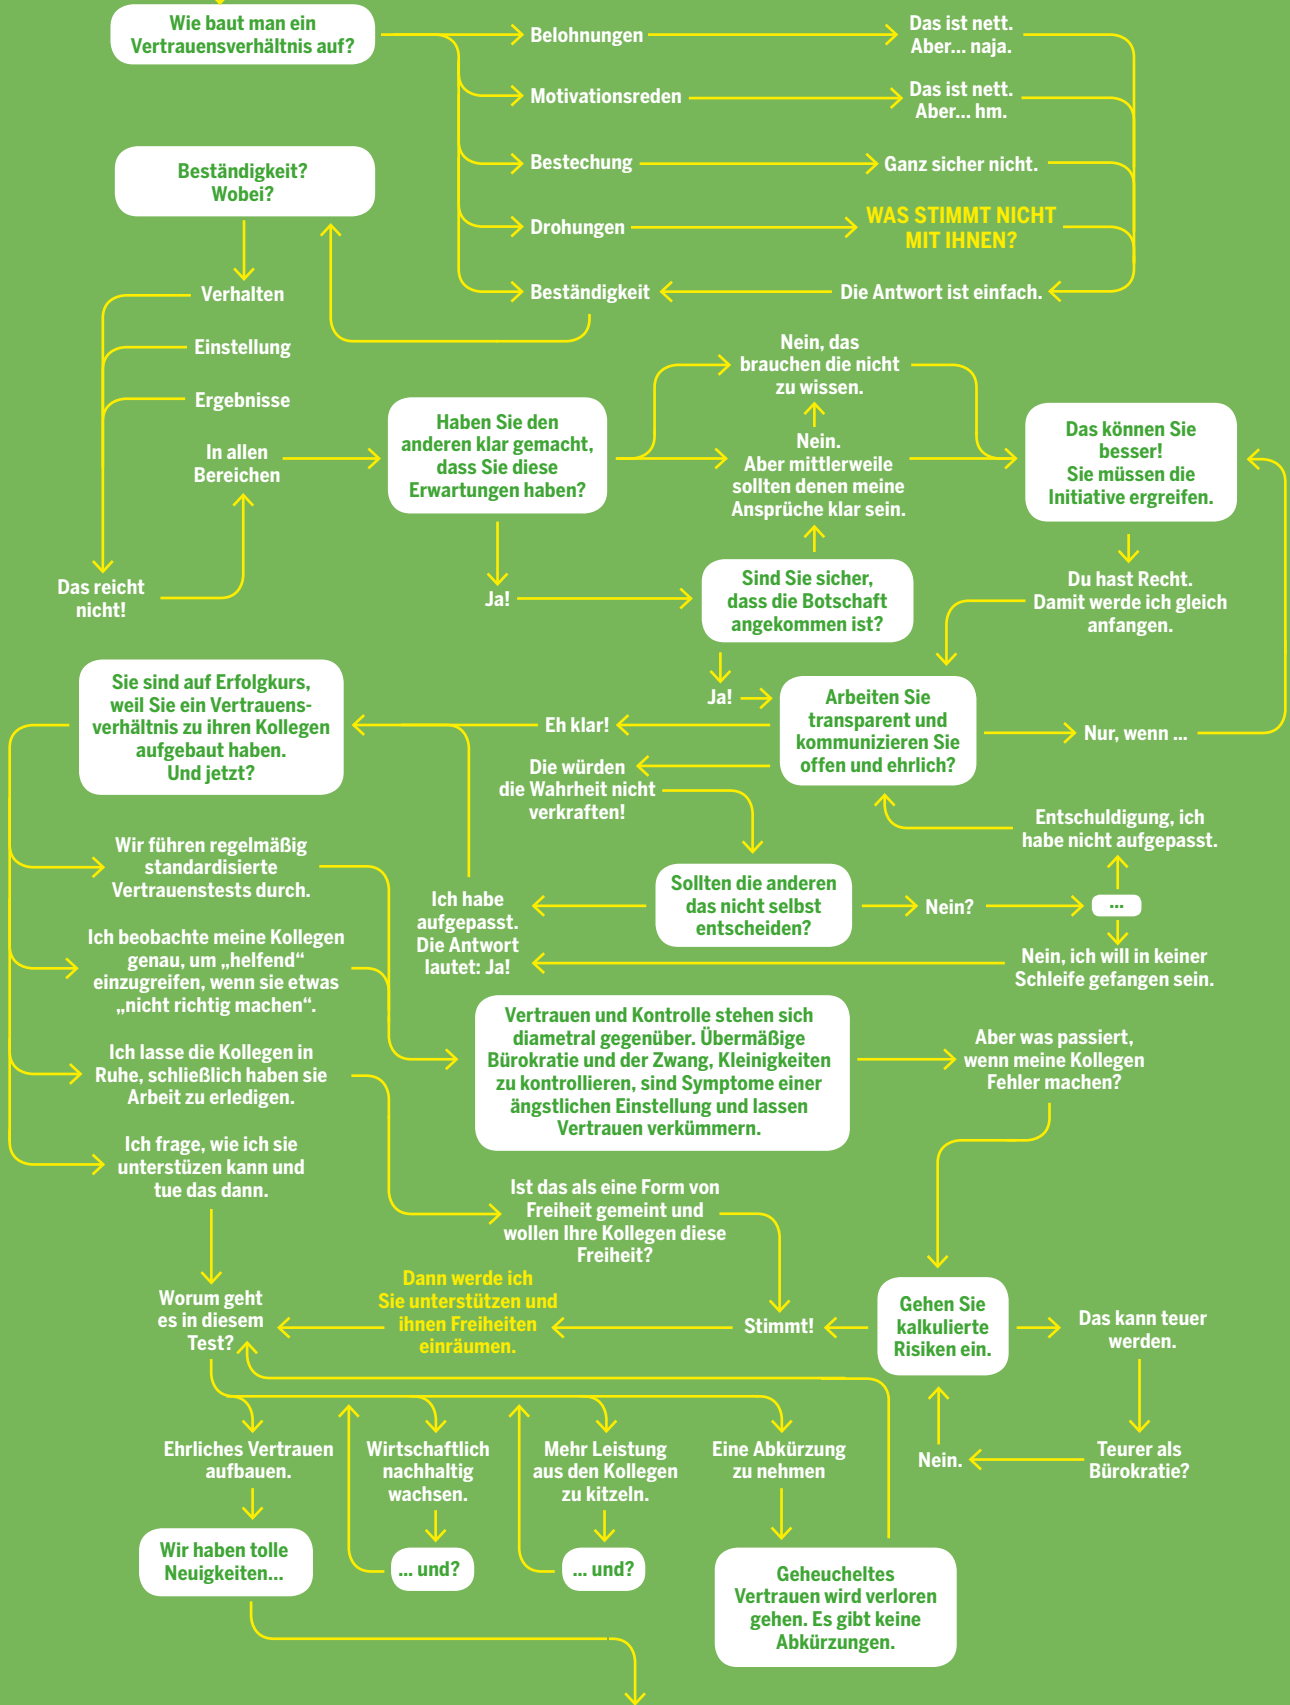 Wie baut man ein
Vertrauensverhältnis auf?
Belohnungen
Das ist nett.
Aber... naja.
Motivationsreden
Das ist nett.
Aber... hm.
Bestechung
Ganz sicher nicht.
Drohungen
WAS STIMMT NICHT
MIT IHNEN?
Beständigkeit
Die Antwort ist einfach.
Beständigkeit?
Wobei?
Verhalten
Einstellung
Ergebnisse
In allen
Bereichen
Das reicht
nicht!
Haben Sie den
anderen klar gemacht,
dass Sie diese
Erwartungen haben?
Nein, das
brauchen die nicht
zu wissen.
Nein.
Aber mittlerweile
sollten denen meine
Ansprüche klar sein.
Das können Sie
besser!
Sie müssen die
Initiative ergreifen.
Ja!
Sind Sie sicher,
dass die Botschaft
angekommen ist?
Du hast Recht.
Damit werde ich gleich
anfangen.
Ja!
Arbeiten Sie
transparent und
kommunizieren Sie
offen und ehrlich?
Nur, wenn ...
Eh klar!
Die würden
die Wahrheit nicht
verkraften!
Sie sind auf Erfolgkurs,
weil Sie ein Vertrauens-
verhältnis zu ihren Kollegen
aufgebaut haben.
Und jetzt?
Entschuldigung, ich
habe nicht aufgepasst.
Sollten die anderen
das nicht selbst
entscheiden?
Nein?
...
Ich habe
aufgepasst.
Die Antwort
lautet: Ja!
Nein, ich will in keiner
Schleife gefangen sein.
Wir führen regelmäßig
standardisierte
Vertrauenstests durch.
Ich beobachte meine Kollegen
genau, um „helfend“
einzugreifen, wenn sie etwas
„nicht richtig machen“.
Ich lasse die Kollegen in
Ruhe, schließlich haben sie
Arbeit zu erledigen.
Ich frage, wie ich sie
unterstüzen kann und
tue das dann.
Vertrauen und Kontrolle stehen sich
diametral gegenüber. Übermäßige
Bürokratie und der Zwang, Kleinigkeiten
zu kontrollieren, sind Symptome einer
ängstlichen Einstellung und lassen
Vertrauen verkümmern.
Aber was passiert,
wenn meine Kollegen
Fehler machen?
Ist das als eine Form von
Freiheit gemeint und
wollen Ihre Kollegen diese
Freiheit?
Worum geht
es in diesem
Test?
Dann werde ich
Sie unterstützen und
ihnen Freiheiten
einräumen.
Stimmt!
Gehen Sie
kalkulierte
Risiken ein.
Das kann teuer
werden.
Teurer als
Bürokratie?
Nein.
Ehrliches Vertrauen
aufbauen.
Wirtschaftlich
nachhaltig
wachsen.
Mehr Leistung
aus den Kollegen
zu kitzeln.
Eine Abkürzung
zu nehmen
Wir haben tolle
Neuigkeiten...
... und?
... und?
Geheucheltes
Vertrauen wird verloren
gehen. Es gibt keine
Abkürzungen.